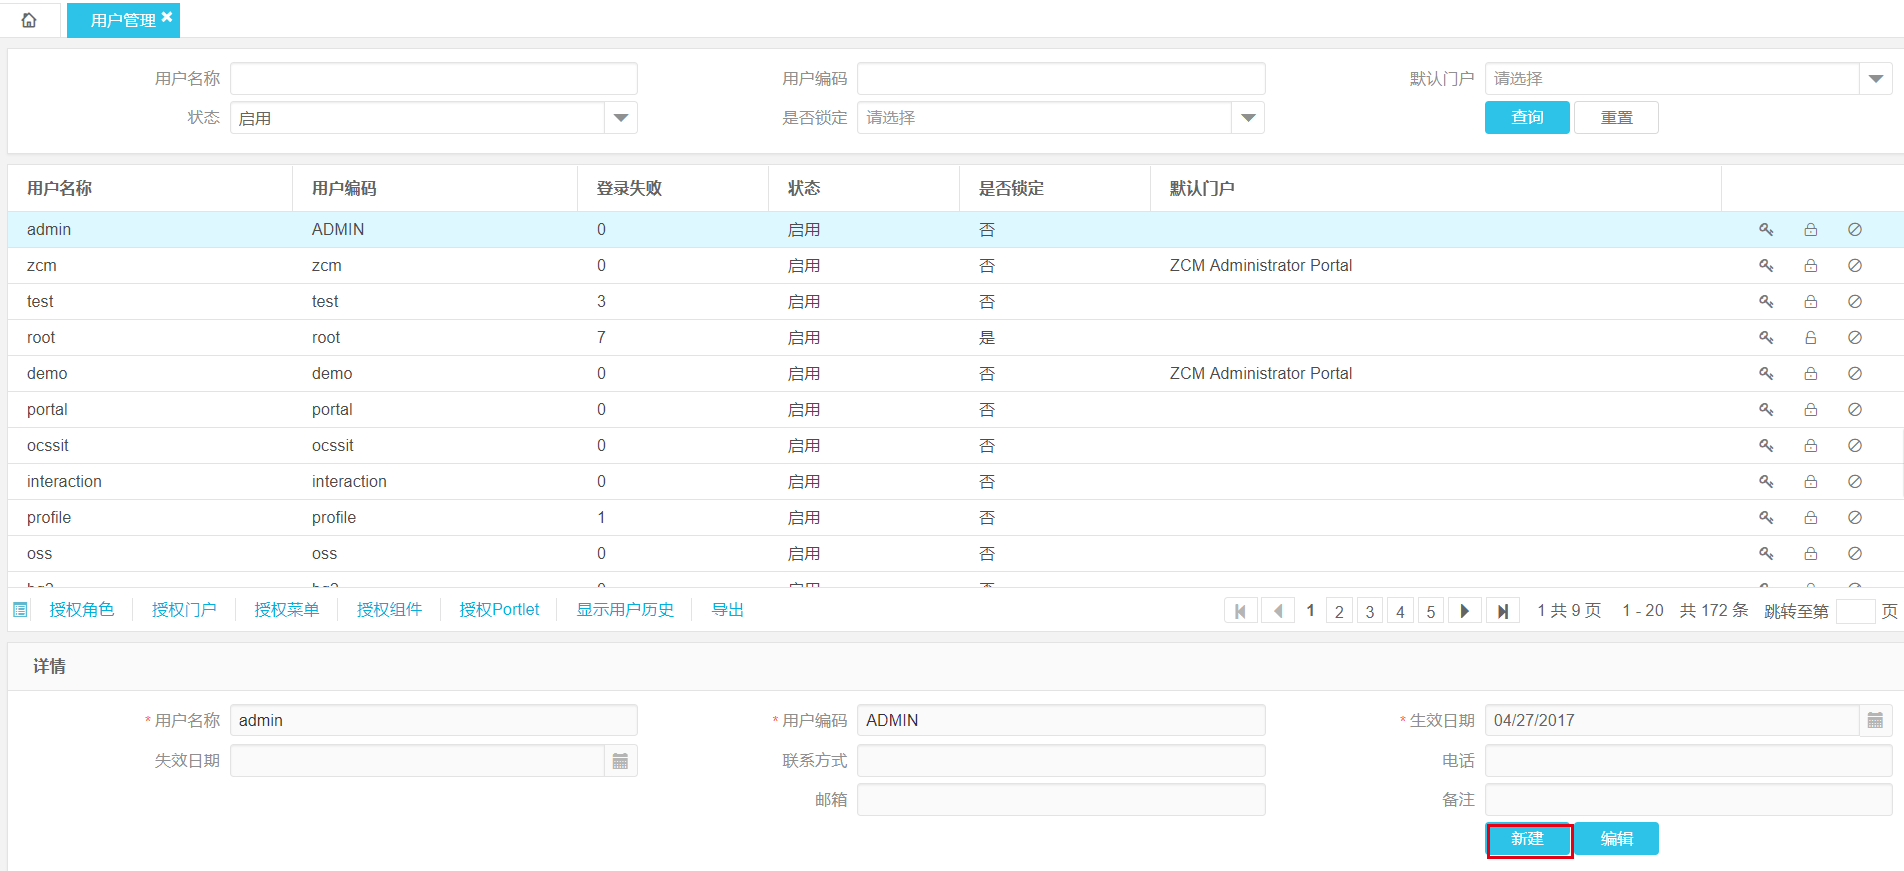 用户管理
用户名称 用户编码 默认门户 请选择
状态 启用 是否锁定 请选择 查询 重置
用户名称 用户编码 登录失败 状态 是否锁定 默认门户
admin ADMIN 0 启用 否
zcm zcm 0 启用 否 ZCM Administrator Portal
test test 3 启用 否
root root 7 启用 是
demo demo 0 启用 否 ZCM Administrator Portal
portal portal 0 启用 否
ocssit ocssit 0 启用 否
interaction interaction 0 启用 否
profile profile 1 启用 否
oss oss 0 启用 否
授权角色 授权门户 授权菜单 授权组件 授权Portlet 显示用户历史 导出 1 2 3 4 5 1 共 9 页 1 - 20 共 172 条 跳转至第 页
详情
* 用户名称 admin * 用户编码 ADMIN * 生效日期 04/27/2017
失效日期 联系方式 电话
邮箱 备注
新建 编辑